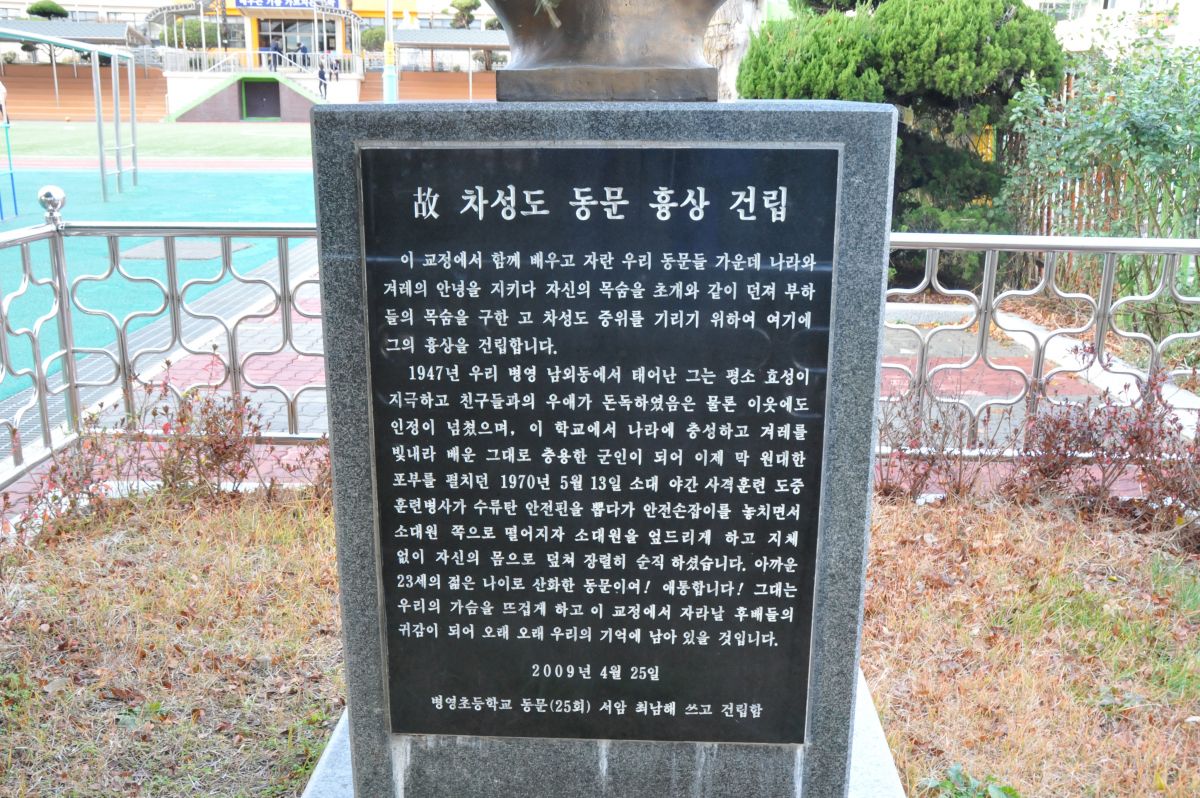 故 차성도 동문 흉상 건립
이 교정에서 함께 배우고 자란 우리 동문들 가운데 나라와
겨레의 안녕을 지키다 자신의 목숨을 초개와 같이 던져 부하
들의 목숨을 구한 고 차성도 중위를 기리기 위하여 여기에
그의 흉상을 건립합니다.
1947년 우리 병영 남외동에서 태어난 그는 평소 효성이
지극하고 친구들과의 우애가 돈독하였음은 물론 이웃에도
인정이 넘쳤으며, 이 학교에서 나라에 충성하고 겨레를
빛내라 배운 그대로 충용한 군인이 되어 이제 막 원대한
포부를 펼치던 1970년 5월 13일 소대 야간 사격훈련 도중
훈련병사가 수류탄 안전핀을 뽑다가 안전손잡이를 놓치면서
소대원 쪽으로 떨어지자 소대원을 엎드리게 하고 지체
없이 자신의 몸으로 덮쳐 장렬히 순직 하셨습니다. 아까운
23세의 젊은 나이로 산화한 동문이여! 애통합니다! 그대는
우리의 가슴을 뜨겁게 하고 이 교정에서 자라날 후배들의
귀감이 되어 오래 오래 우리의 기억에 남아 있을 것입니다.
2009년 4월 25일
병영초등학교 동문(25회) 서암 최남해 쓰고 건립함